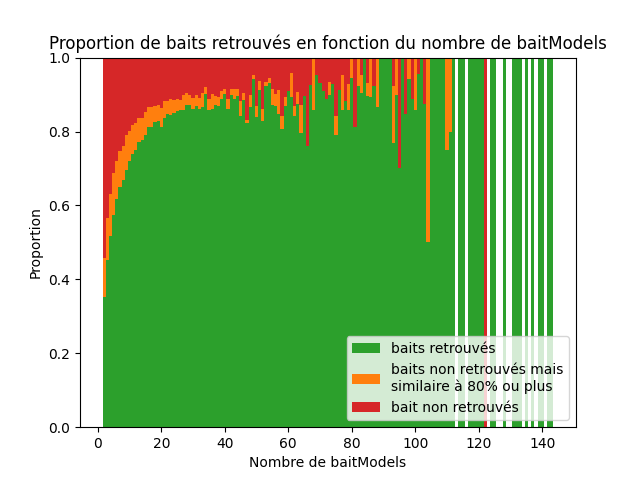 Proportion de baits retrouvés en fonction du nombre de baitModels
1.0
0.8
0.6
0.4
0.2
0.0
Proportion
baits retrouvés
baits non retrouvés mais
similaire à 80% ou plus
bait non retrouvés
0 20 40 60 80 100 120 140
Nombre de baitModels